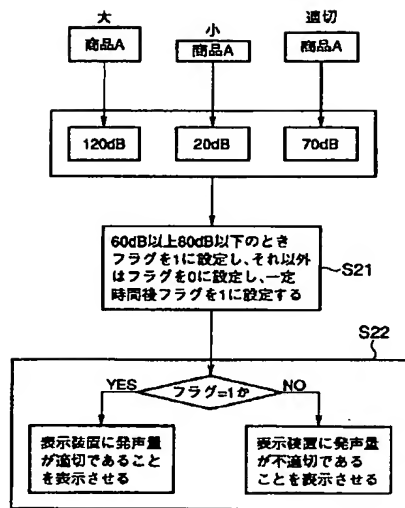 大
小
適切
商品A
商品A
商品A
120dB
20dB
70dB
60dB以上80dB以下のとき
フラグを1に設定し、それ以外
はフラグを0に設定し、一定
時間後フラグを1に設定する
S21
S22
YES
フラグ=1か
NO
表示装置に発声量
が適切であること
を表示させる
表示装置に発声量
が不適切である
ことを表示させる